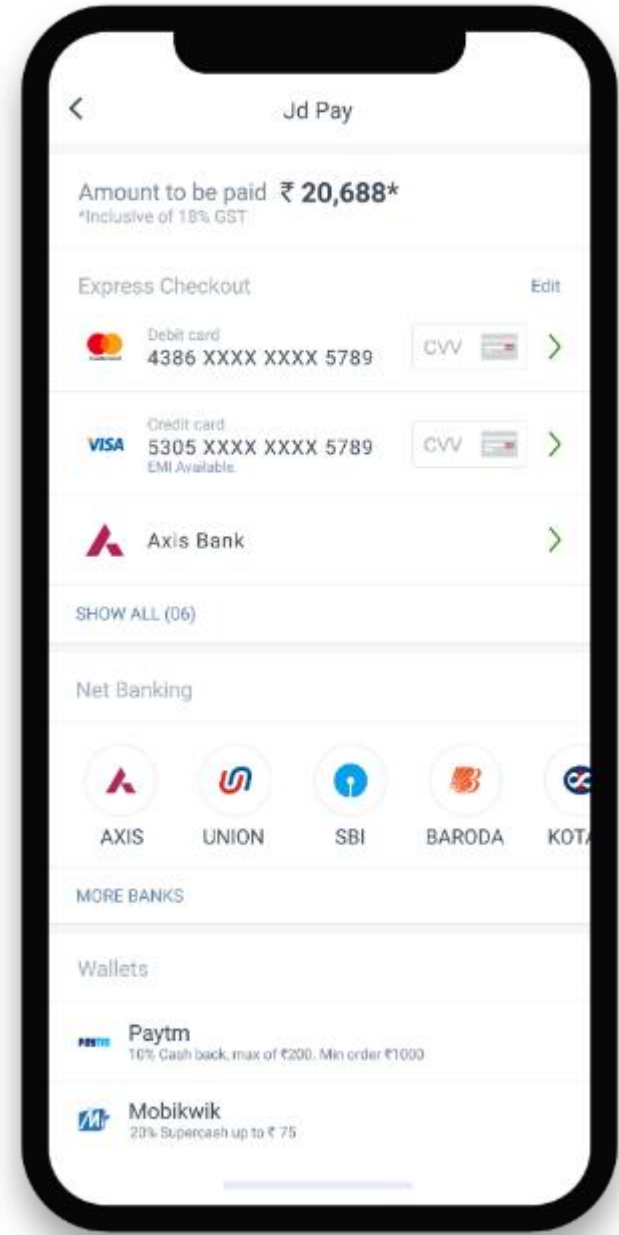 Jd Pay
Amount to be paid ₹ 20,688*
*Inclusive of 18% GST
Express Checkout Edit
Debit card
4386 XXXX XXXX 5789 CVV
VISA
Credit card
5305 XXXX XXXX 5789 CVV
EMI Available
Axis Bank
SHOW ALL (06)
Net Banking
AXIS UNION SBI BARODA KOTA
MORE BANKS
Wallets
Paytm
10% Cash back, max of ₹200. Min order ₹1000
Mobikwik
20% Supercash up to ₹ 75